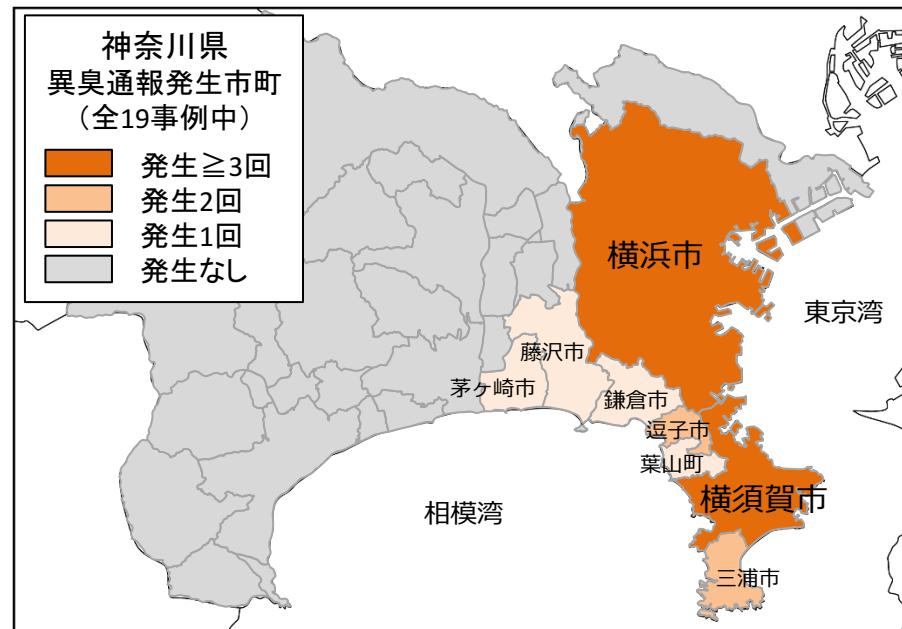 神奈川県
異臭通報発生市町
（全19事例中）
発生≧3回
発生2回
発生1回
発生なし
横浜市
東京湾
藤沢市
茅ヶ崎市
鎌倉市
逗子市
葉山町
横須賀市
相模湾
三浦市